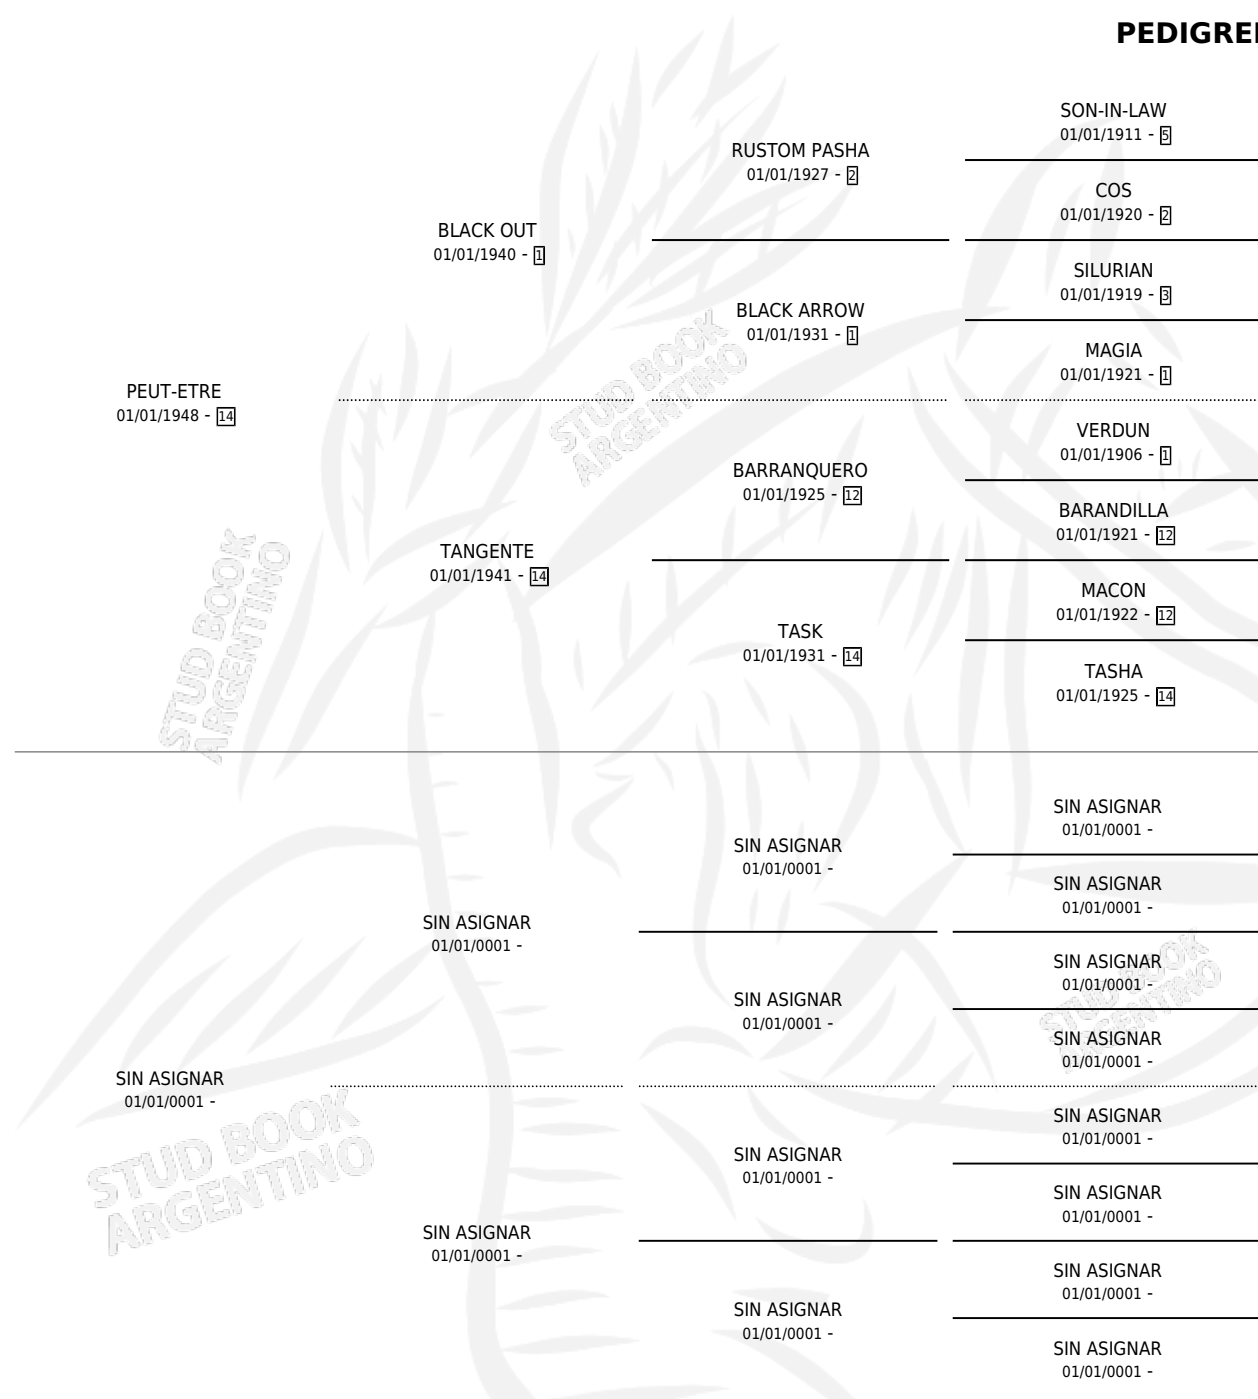 PEDIGREE
SON-IN-LAW
01/01/1911 - 5
RUSTOM PASHA
01/01/1927 - 2
COS
01/01/1920 - 2
BLACK OUT
01/01/1940 - 1
SILURIAN
01/01/1919 - 3
BLACK ARROW
01/01/1931 - 1
MAGIA
01/01/1921 - 1
PEUT-ETRE
01/01/1948 - 14
VERDUN
01/01/1906 - 1
BARRANQUERO
01/01/1925 - 12
BARANDILLA
01/01/1921 - 12
TANGENTE
01/01/1941 - 14
MACON
01/01/1922 - 12
TASK
01/01/1931 - 14
TASHA
01/01/1925 - 14
SIN ASIGNAR
01/01/0001 -
SIN ASIGNAR
01/01/0001 -
SIN ASIGNAR
01/01/0001 -
SIN ASIGNAR
01/01/0001 -
SIN ASIGNAR
01/01/0001 -
SIN ASIGNAR
01/01/0001 -
SIN ASIGNAR
01/01/0001 -
SIN ASIGNAR
01/01/0001 -
SIN ASIGNAR
01/01/0001 -
SIN ASIGNAR
01/01/0001 -
SIN ASIGNAR
01/01/0001 -
SIN ASIGNAR
01/01/0001 -
SIN ASIGNAR
01/01/0001 -
SIN ASIGNAR
01/01/0001 -
SIN ASIGNAR
01/01/0001 -
STUD BOOK
ARGENTINO
STUD BOOK
ARGENTINO
STUD BOOK
ARGENTINO
STUD BOOK
ARGENTINO